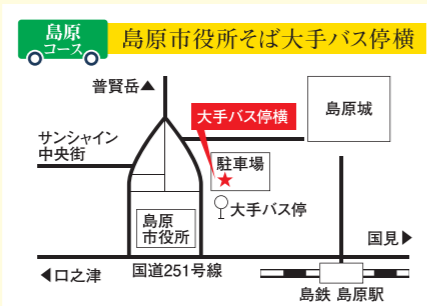 島原
コース
島原市役所そば大手バス停横
普賢岳▲
大手バス停横
島原城
サンシャイン
中央街
駐車場
★
大手バス停
島原
市役所
国見▶
◀口之津
国道251号線
島鉄 島原駅